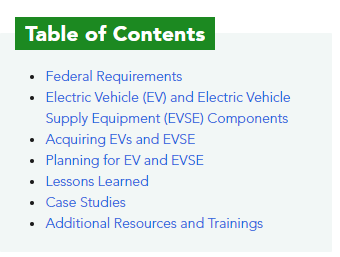 Table of Contents
• Federal Requirements
• Electric Vehicle (EV) and Electric Vehicle
Supply Equipment (EVSE) Components
• Acquiring EVs and EVSE
• Planning for EV and EVSE
• Lessons Learned
• Case Studies
• Additional Resources and Trainings